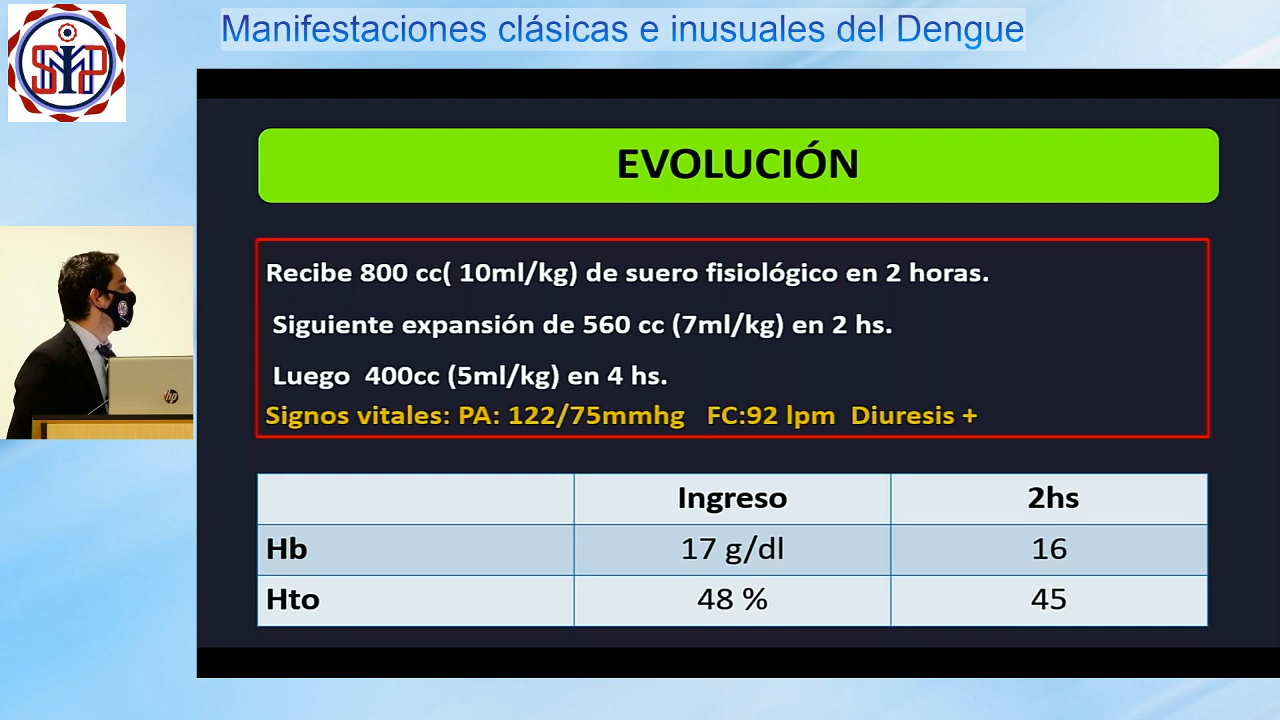 Manifestaciones clásicas e inusuales del Dengue
SMIP
EVOLUCIÓN
Recibe 800 cc( 10ml/kg) de suero fisiológico en 2 horas.
Siguiente expansión de 560 cc (7ml/kg) en 2 hs.
Luego 400cc (5ml/kg) en 4 hs.
Signos vitales: PA: 122/75mmhg FC:92 lpm Diuresis +
Ingreso 2hs
Hb 17 g/dl 16
Hto 48 % 45
hp